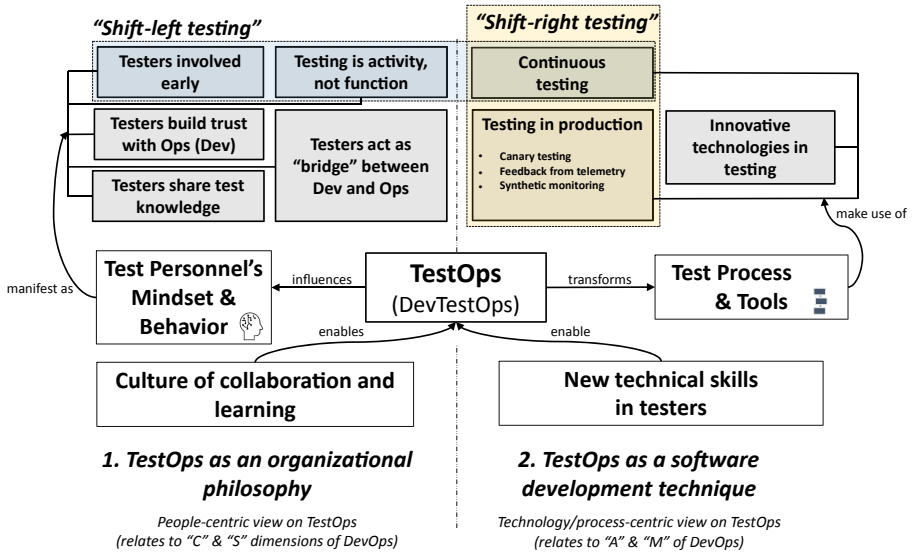 “Shift-left testing”
“Shift-right testing”
Testers involved
early
Testing is activity,
not function
Continuous
testing
Testers build trust
with Ops (Dev)
Testers act as
“bridge” between
Dev and Ops
Testing in production
• Canary testing
• Feedback from telemetry
• Synthetic monitoring
Innovative
technologies in
testing
Testers share test
knowledge
make use of
manifest as
Test Personnel’s
Mindset &
Behavior
influences
TestOps
(DevTestOps)
transforms
Test Process
& Tools
enables
enable
Culture of collaboration and
learning
New technical skills
in testers
1. TestOps as an organizational
philosophy
People-centric view on TestOps
(relates to “C” & “S” dimensions of DevOps)
2. TestOps as a software
development technique
Technology/process-centric view on TestOps
(relates to “A” & “M” of DevOps)